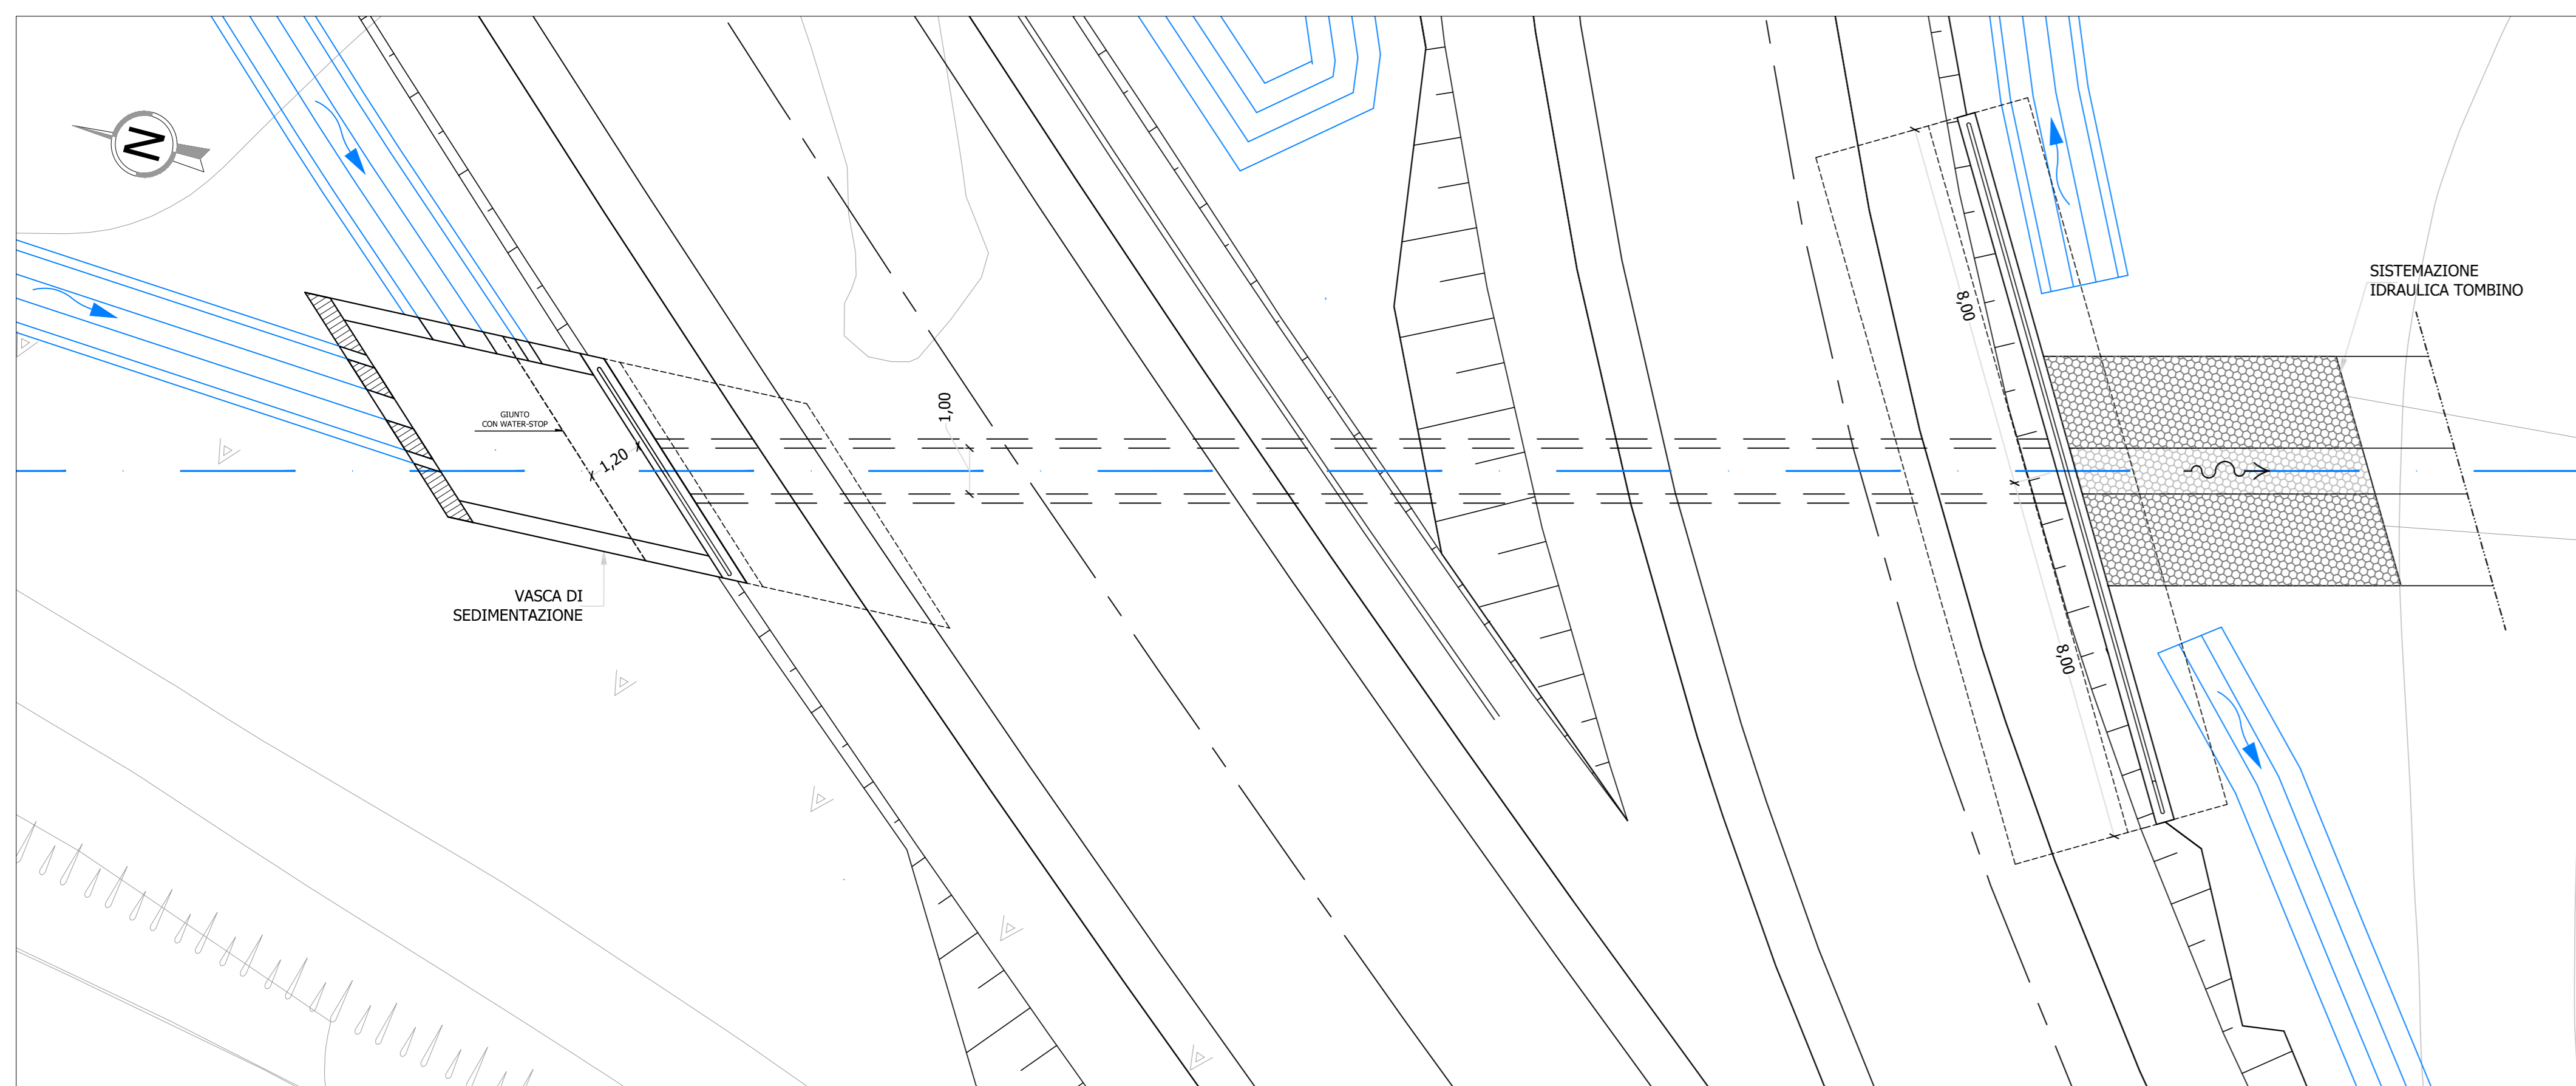 N
SISTEMAZIONE
IDRAULICA TOMBINO
8,00
1,00
GIUNTO
CON WATER-STOP
1,20
VASCA DI
SEDIMENTAZIONE
8,00